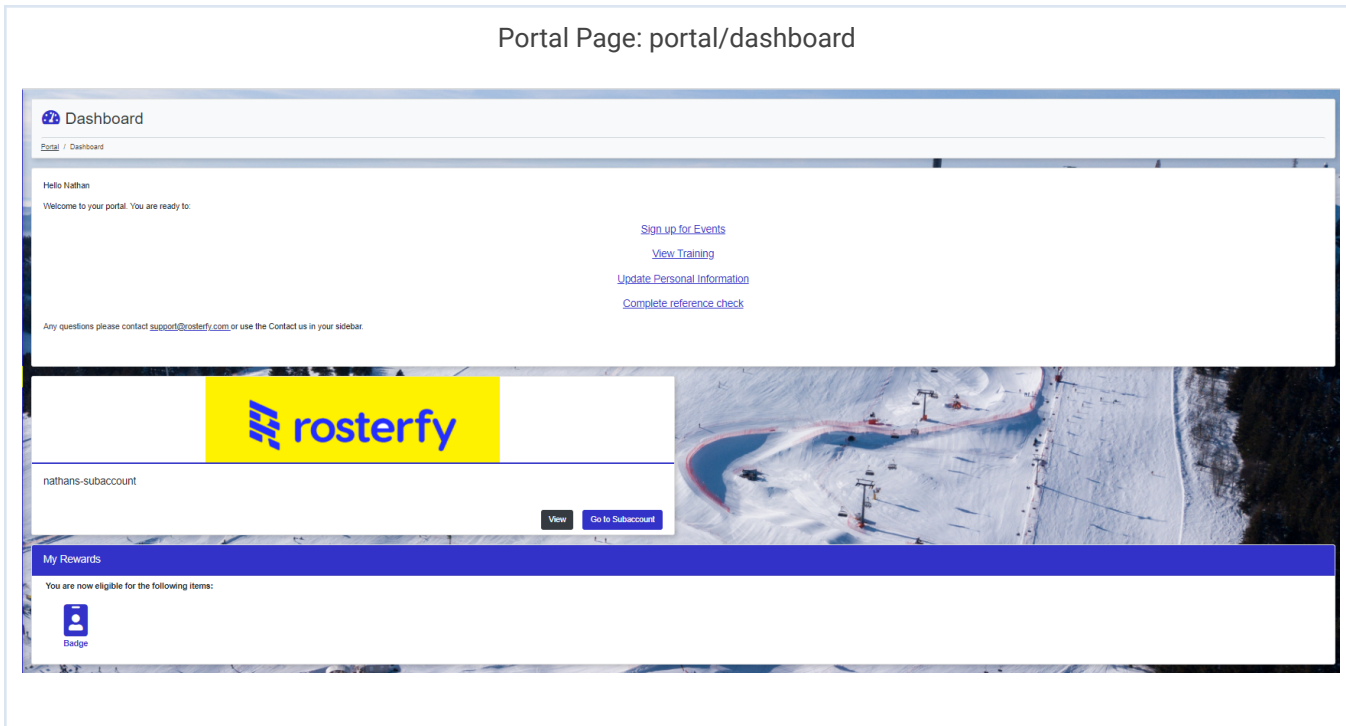 Portal Page: portal/dashboard
Dashboard
Portal / Dashboard
Hello Nathan
Welcome to your portal. You are ready to:
Sign up for Events
View Training
Update Personal Information
Complete reference check
Any questions please contact support@rosterfy.com or use the Contact us in your sidebar.
rosterfy
nathans-subaccount
View Go to Subaccount
My Rewards
You are now eligible for the following items:
Badge